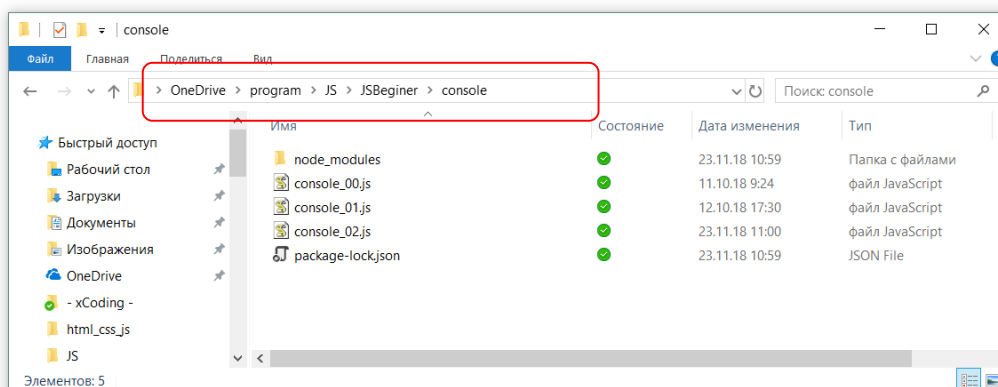 console
Файл Главная Поделиться Вид
OneDrive program JS JSBeginer console Поиск: console
Имя Состояние Дата изменения Тип
Быстрый доступ
Рабочий стол
Загрузки
Документы
Изображения
OneDrive
- xCoding -
html_css_js
JS
node_modules 23.11.18 10:59 Папка с файлами
console_00.js 11.10.18 9:24 файл JavaScript
console_01.js 12.10.18 17:30 файл JavaScript
console_02.js 23.11.18 11:00 файл JavaScript
package-lock.json 23.11.18 10:59 JSON File
Элементов: 5